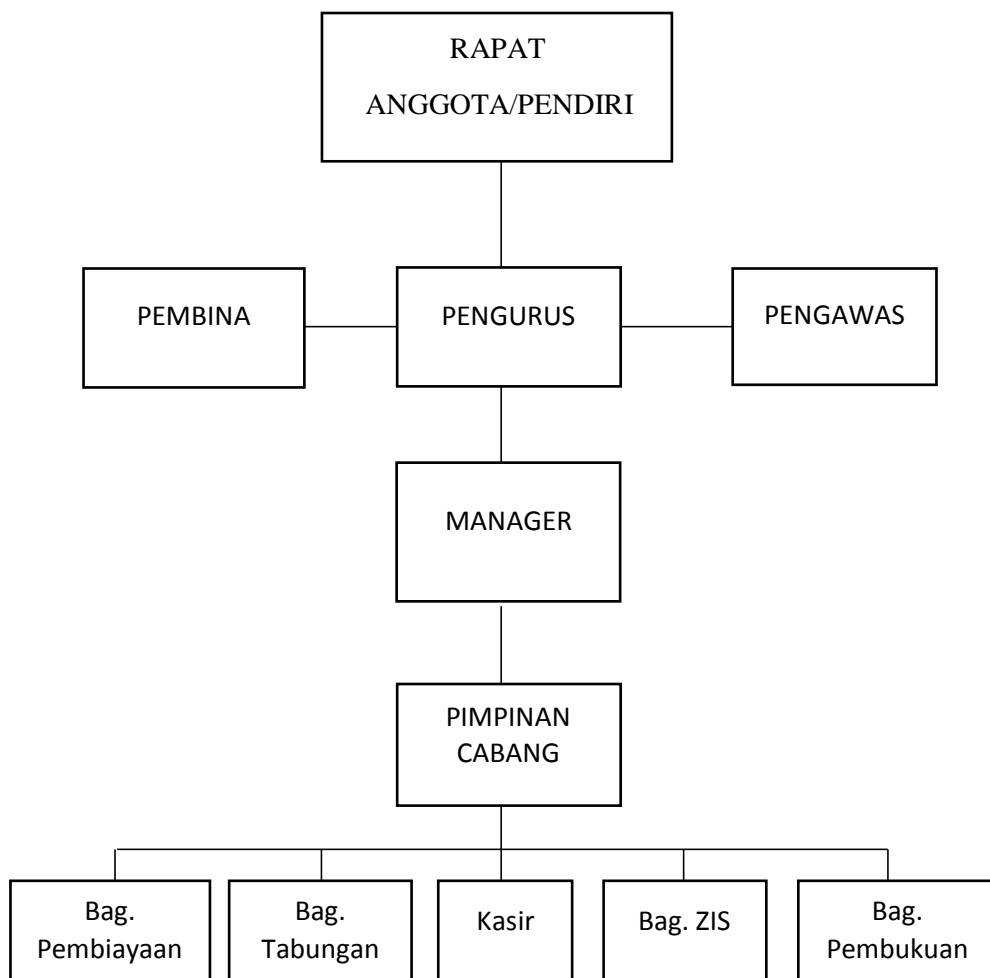 RAPAT
ANGGOTA/PENDIRI
PEMBINA
PENGURUS
PENGAWAS
MANAGER
PIMPINAN
CABANG
Bag.
Pembiayaan
Bag.
Tabungan
Kasir
Bag. ZIS
Bag.
Pembukuan